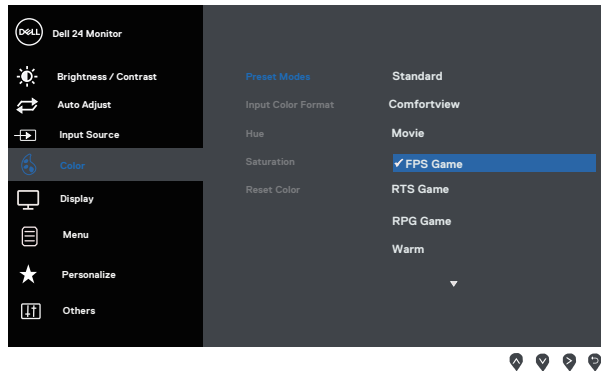 DELL Dell 24 Monitor
Brightness / Contrast
Auto Adjust
Input Source
Color
Display
Menu
Personalize
Others
Preset Modes
Input Color Format
Hue
Saturation
Reset Color
Standard
Comfortview
Movie
✓ FPS Game
RTS Game
RPG Game
Warm